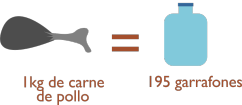 1kg de carne
de pollo
195 garrafones